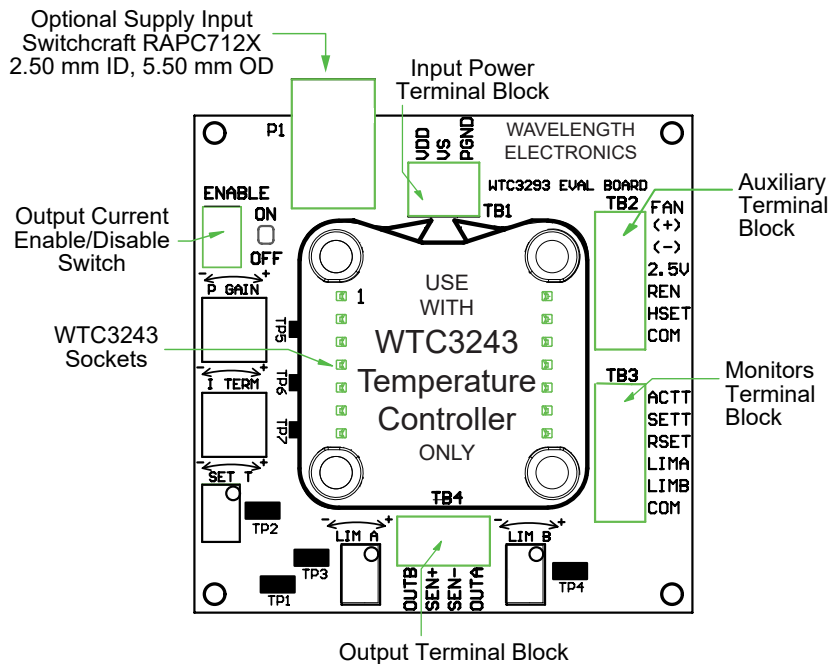 Optional Supply Input
Switchcraft RAPC712X
2.50 mm ID, 5.50 mm OD
Input Power
Terminal Block
P1
VDD
VS
PGND
WAVELENGTH
ELECTRONICS
WTC3293 EVAL BOARD
TB1
TB2
Auxiliary
Terminal
Block
FAN
(+)
(-)
2.5V
REN
HSET
COM
ENABLE
ON
OFF
Output Current
Enable/Disable
Switch
- +
P GAIN
TP5
WTC3243
Sockets
- +
I TERM
TP6
TP7
- +
SET T
TP2
1
USE
WITH
WTC3243
Temperature
Controller
ONLY
TB3
Monitors
Terminal
Block
ACTT
SETT
RSET
LIMA
LIMB
COM
TB4
- +
LIM A
- +
LIM B
TP3
TP1
TP4
OUTB
SEN+
SEN-
OUTA
Output Terminal Block